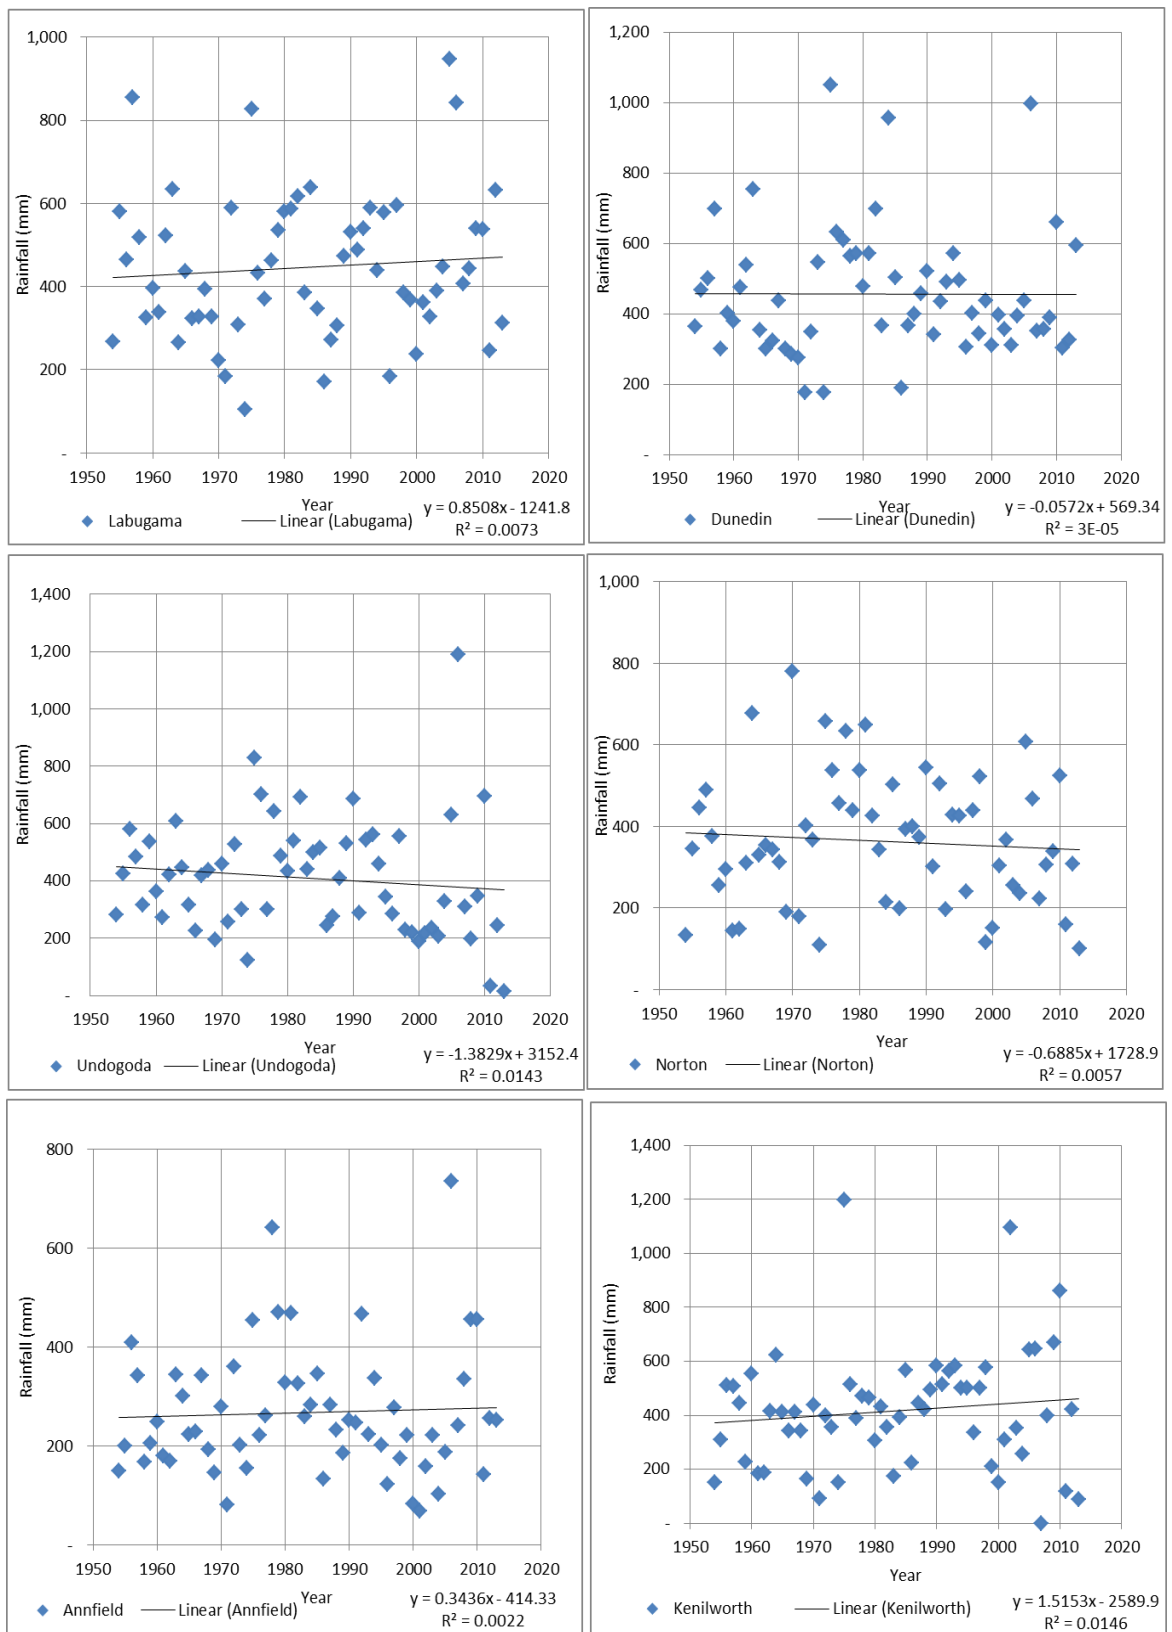 1,000
800
600
400
200
-
Rainfall (mm)
1950 1960 1970 1980 1990 2000 2010 2020
Year
Labugama Linear (Labugama)
y = 0.8508x - 1241.8
R² = 0.0073
1,200
1,000
800
600
400
200
-
Rainfall (mm)
1950 1960 1970 1980 1990 2000 2010 2020
Year
Dunedin Linear (Dunedin)
y = -0.0572x + 569.34
R² = 3E-05
1,400
1,200
1,000
800
600
400
200
-
Rainfall (mm)
1950 1960 1970 1980 1990 2000 2010 2020
Year
Undogoda Linear (Undogoda)
y = -1.3829x + 3152.4
R² = 0.0143
1,000
800
600
400
200
-
Rainfall (mm)
1950 1960 1970 1980 1990 2000 2010 2020
Year
Norton Linear (Norton)
y = -0.6885x + 1728.9
R² = 0.0057
800
600
400
200
-
Rainfall (mm)
1950 1960 1970 1980 1990 2000 2010 2020
Year
Annfield Linear (Annfield)
y = 0.3436x - 414.33
R² = 0.0022
1,400
1,200
1,000
800
600
400
200
-
Rainfall (mm)
1950 1960 1970 1980 1990 2000 2010 2020
Year
Kenilworth Linear (Kenilworth)
y = 1.5153x - 2589.9
R² = 0.0146